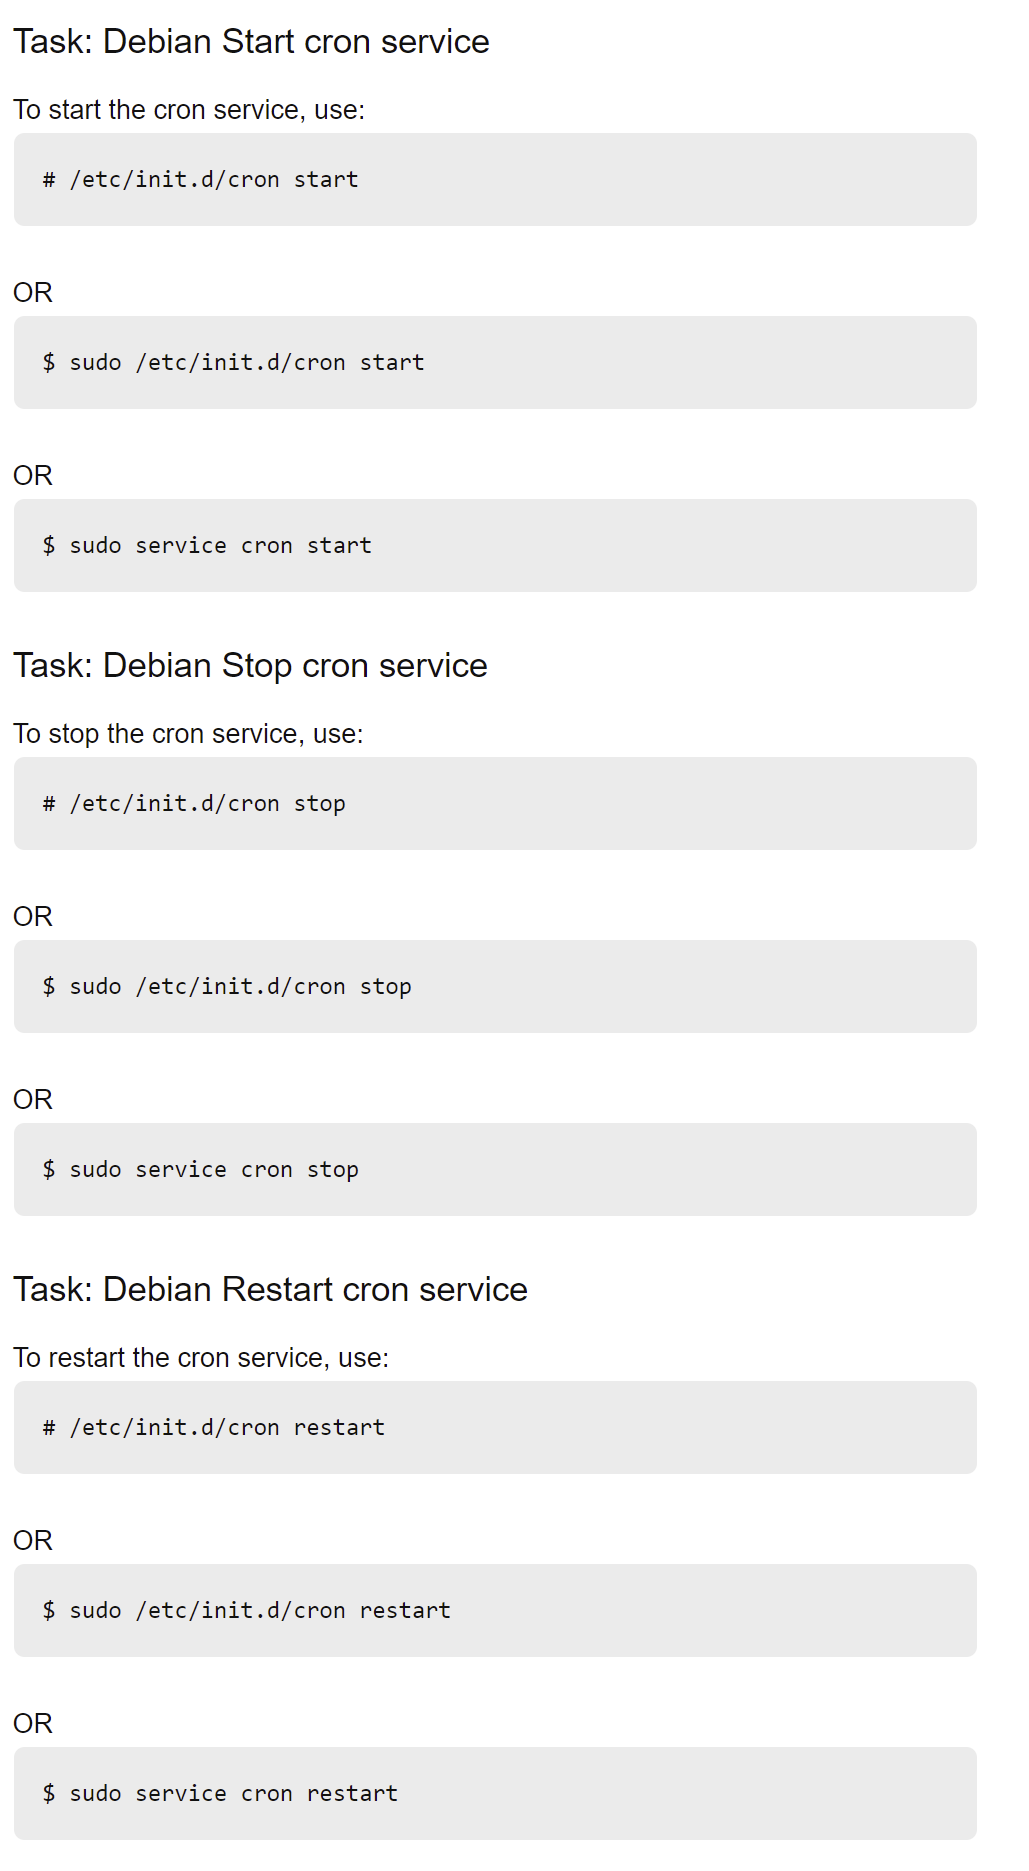 Task: Debian Start cron service
To start the cron service, use:
# /etc/init.d/cron start
OR
$ sudo /etc/init.d/cron start
OR
$ sudo service cron start
Task: Debian Stop cron service
To stop the cron service, use:
# /etc/init.d/cron stop
OR
$ sudo /etc/init.d/cron stop
OR
$ sudo service cron stop
Task: Debian Restart cron service
To restart the cron service, use:
# /etc/init.d/cron restart
OR
$ sudo /etc/init.d/cron restart
OR
$ sudo service cron restart